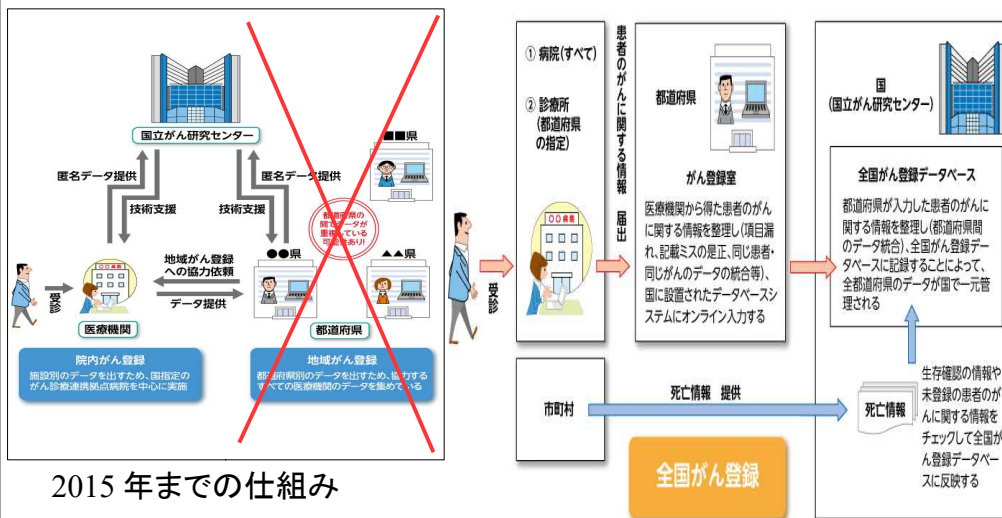 国立がん研究センター
■■県
匿名データ提供
匿名データ提供
技術支援
技術支援
都道府県の
間でデータが
重複している
可能性あり!
地域がん登録
への協力依頼
データ提供
●●県
▲▲県
受診
医療機関
都道府県
院内がん登録
施設別のデータを出すため、国指定の
がん診療連携拠点病院を中心に実施
地域がん登録
都道府県別のデータを出すため、協力する
すべての医療機関のデータを集めている
2015 年までの仕組み
受診
① 病院(すべて)
② 診療所
(都道府県
の指定)
〇〇病院
患者のがんに関する情報 届出
都道府県
がん登録室
医療機関から得た患者のがん
に関する情報を整理し(項目漏
れ、記載ミスの是正、同じ患者・
同じがんのデータの統合等)、
国に設置されたデータベースシ
ステムにオンライン入力する
国
(国立がん研究センター)
全国がん登録データベース
都道府県が入力した患者のがんに
関する情報を整理し(都道府県間
のデータ統合)、全国がん登録デー
タベースに記録することによって、
全都道府県のデータが国で一元管
理される
市町村
死亡情報 提供
死亡情報
生存確認の情報や
未登録の患者のが
んに関する情報を
チェックして全国が
ん登録データベー
スに反映する
全国がん登録